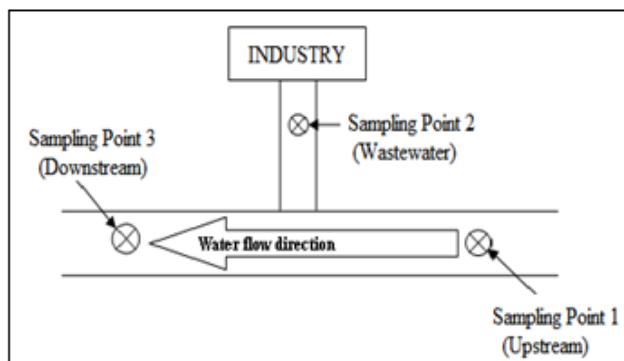 INDUSTRY
Sampling Point 2
(Wastewater)
Sampling Point 3
(Downstream)
Water flow direction
Sampling Point 1
(Upstream)